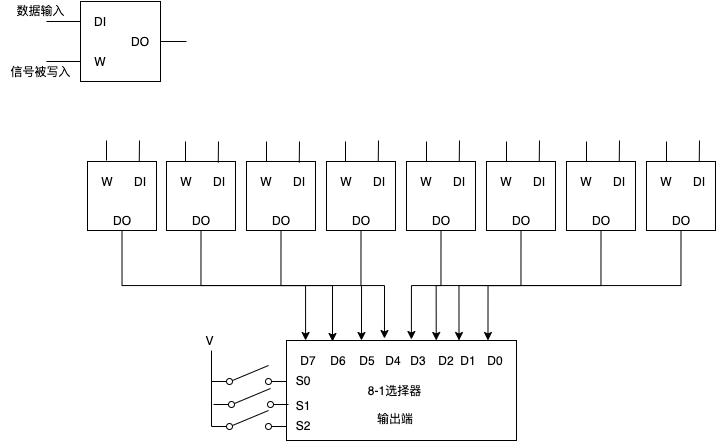 数据输入
DI
DO
信号被写入
W
W DI W DI W DI W DI W DI W DI W DI W DI
DO DO DO DO DO DO DO DO
V
D7 D6 D5 D4 D3 D2 D1 D0
S0
8-1选择器
S1
输出端
S2